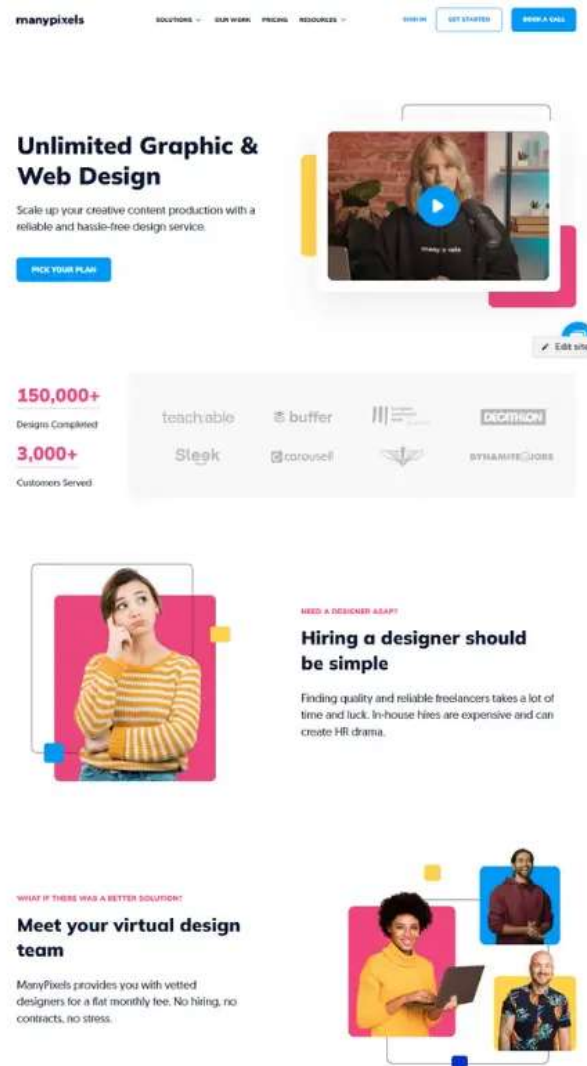 manypixels
SOLUTIONS
OUR WORK
PRICING
RESOURCES
SIGN IN
GET STARTED
BOOK A CALL
Unlimited Graphic &
Web Design
Scale up your creative content production with a
reliable and hassle-free design service.
PICK YOUR PLAN
Edit site
150,000+
Designs Completed
3,000+
Customers Served
teachable
buffer
DECATHLON
Sleek
carousell
DYNAMITE JOBS
NEED A DESIGNER ASAP?
Hiring a designer should
be simple
Finding quality and reliable freelancers takes a lot of
time and luck. In-house hires are expensive and can
create HR drama.
WHAT IF THERE WAS A BETTER SOLUTION?
Meet your virtual design
team
ManyPixels provides you with vetted
designers for a flat monthly fee. No hiring, no
contracts, no stress.